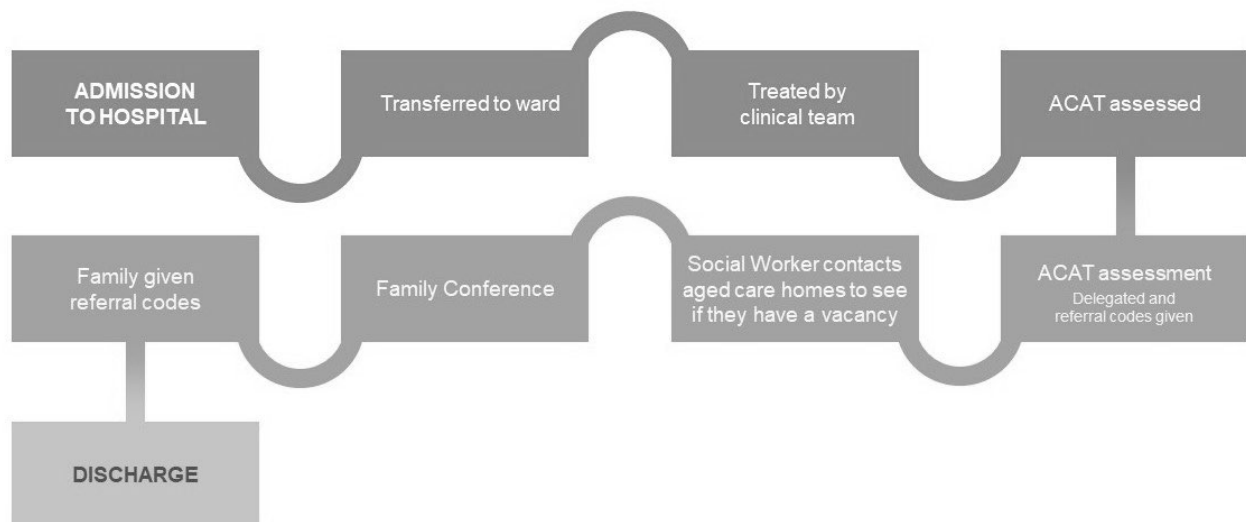 ADMISSION
TO HOSPITAL
Transferred to ward
Treated by
clinical team
ACAT assessed
ACAT assessment
Delegated and
referral codes given
Social Worker contacts
aged care homes to see
if they have a vacancy
Family Conference
Family given
referral codes
DISCHARGE